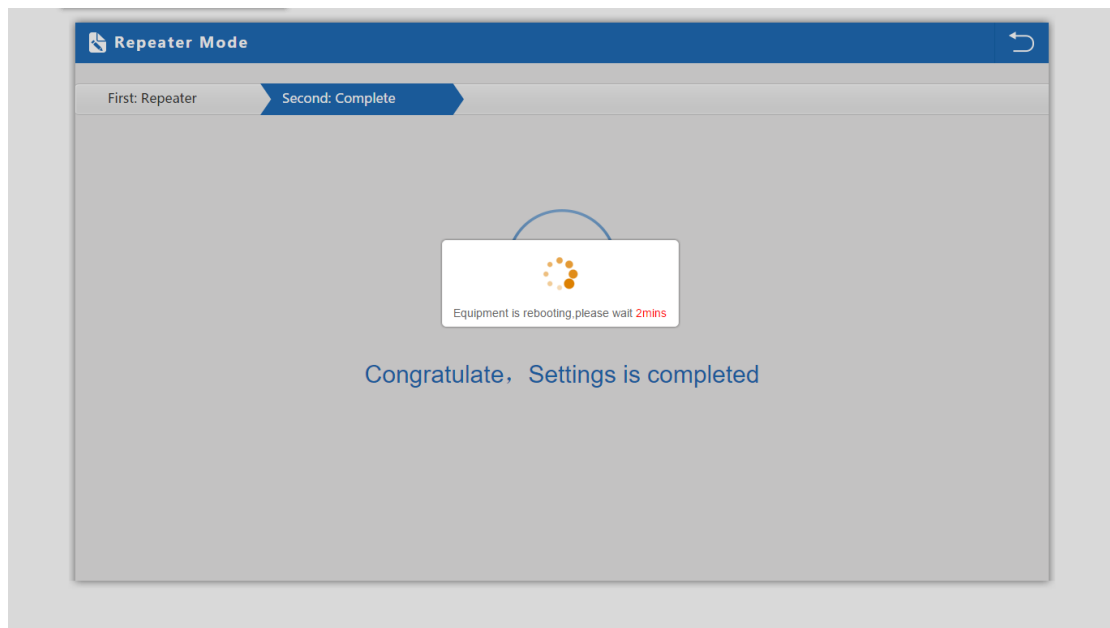 Repeater Mode
First: Repeater
Second: Complete
Equipment is rebooting,please wait 2mins
Congratulate，Settings is completed